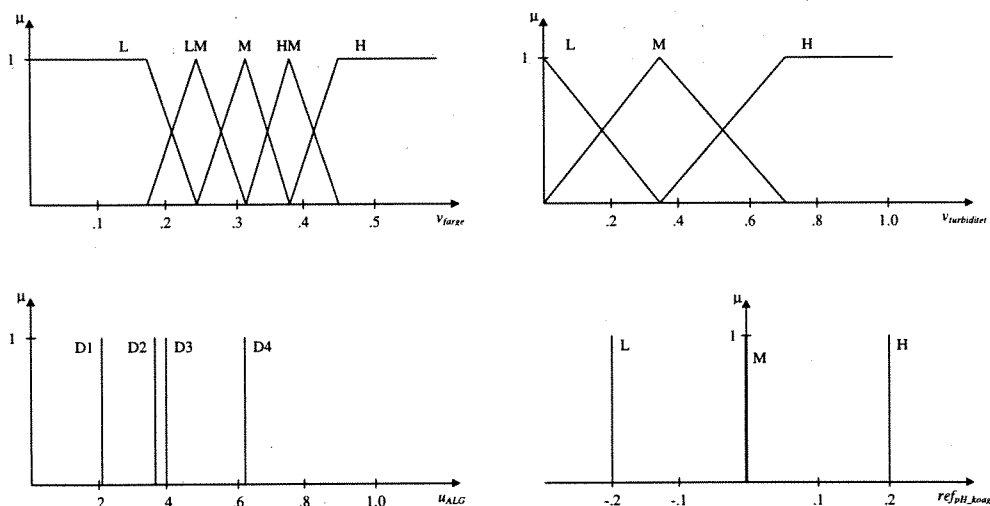 μ
L LM M HM H
1
.1 .2 .3 .4 .5
v_farge
μ
L M H
1
.2 .4 .6 .8 1.0
v_turbiditet
μ
1
D1 D2 D3 D4
.2 .4 .6 .8 1.0
u_ALG
μ
1
L M H
-.2 -.1 .1 .2
ref_pH_koag